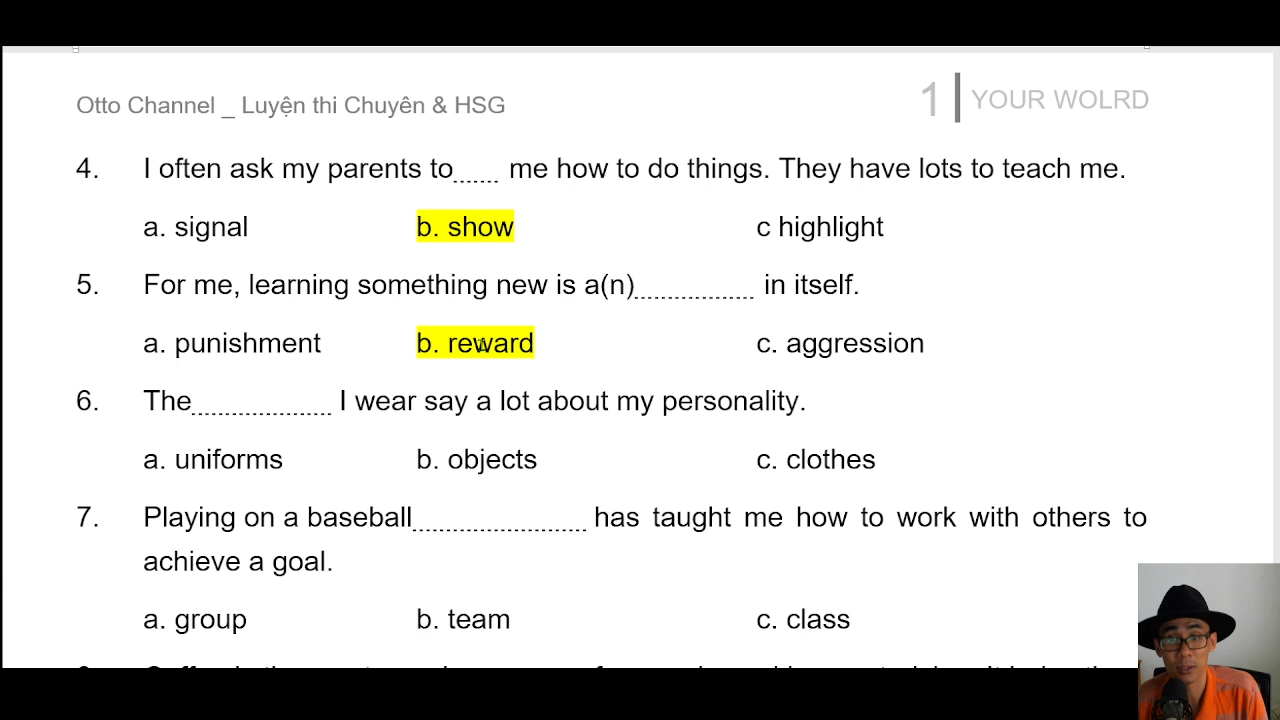 Otto Channel _ Luyện thi Chuyên & HSG
1 YOUR WOLRD
4. I often ask my parents to...... me how to do things. They have lots to teach me.
a. signal b. show c highlight
5. For me, learning something new is a(n).................. in itself.
a. punishment b. reward c. aggression
6. The..................... I wear say a lot about my personality.
a. uniforms b. objects c. clothes
7. Playing on a baseball.......................... has taught me how to work with others to
achieve a goal.
a. group b. team c. class